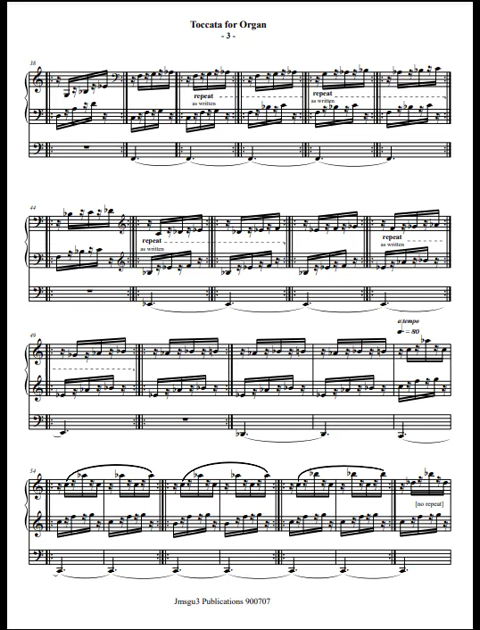 Toccata for Organ
- 3 -
38
repeat
as written
repeat
as written
44
repeat
as written
repeat
as written
49
a tempo
= 80
54
[no repeat]
Jmsgu3 Publications 900707